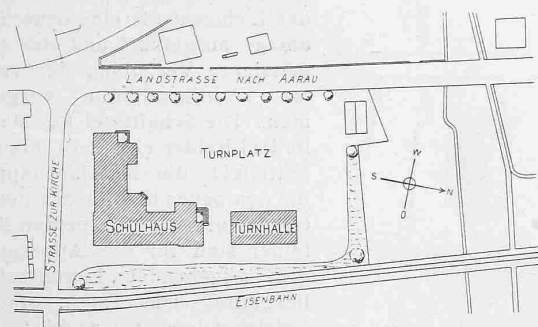 LANDSTRASSE NACH AARAU
TURNPLATZ
W
S
N
O
STRASSE ZUR KIRCHE
SCHULHAUS
TURNHALLE
EISENBAHN